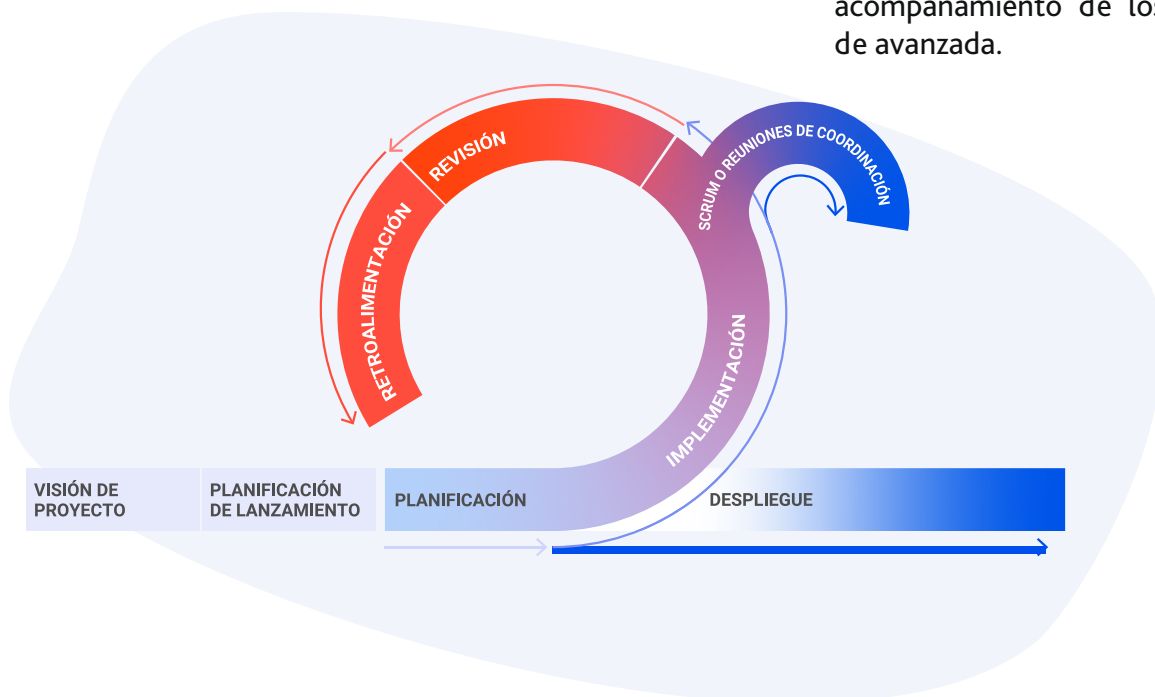 acompañamiento de los
de avanzada.
REVISIÓN
SCRUM O REUNIONES DE COORDINACIÓN
RETROALIMENTACIÓN
IMPLEMENTACIÓN
VISIÓN DE
PROYECTO
PLANIFICACIÓN
DE LANZAMIENTO
PLANIFICACIÓN
DESPLIEGUE